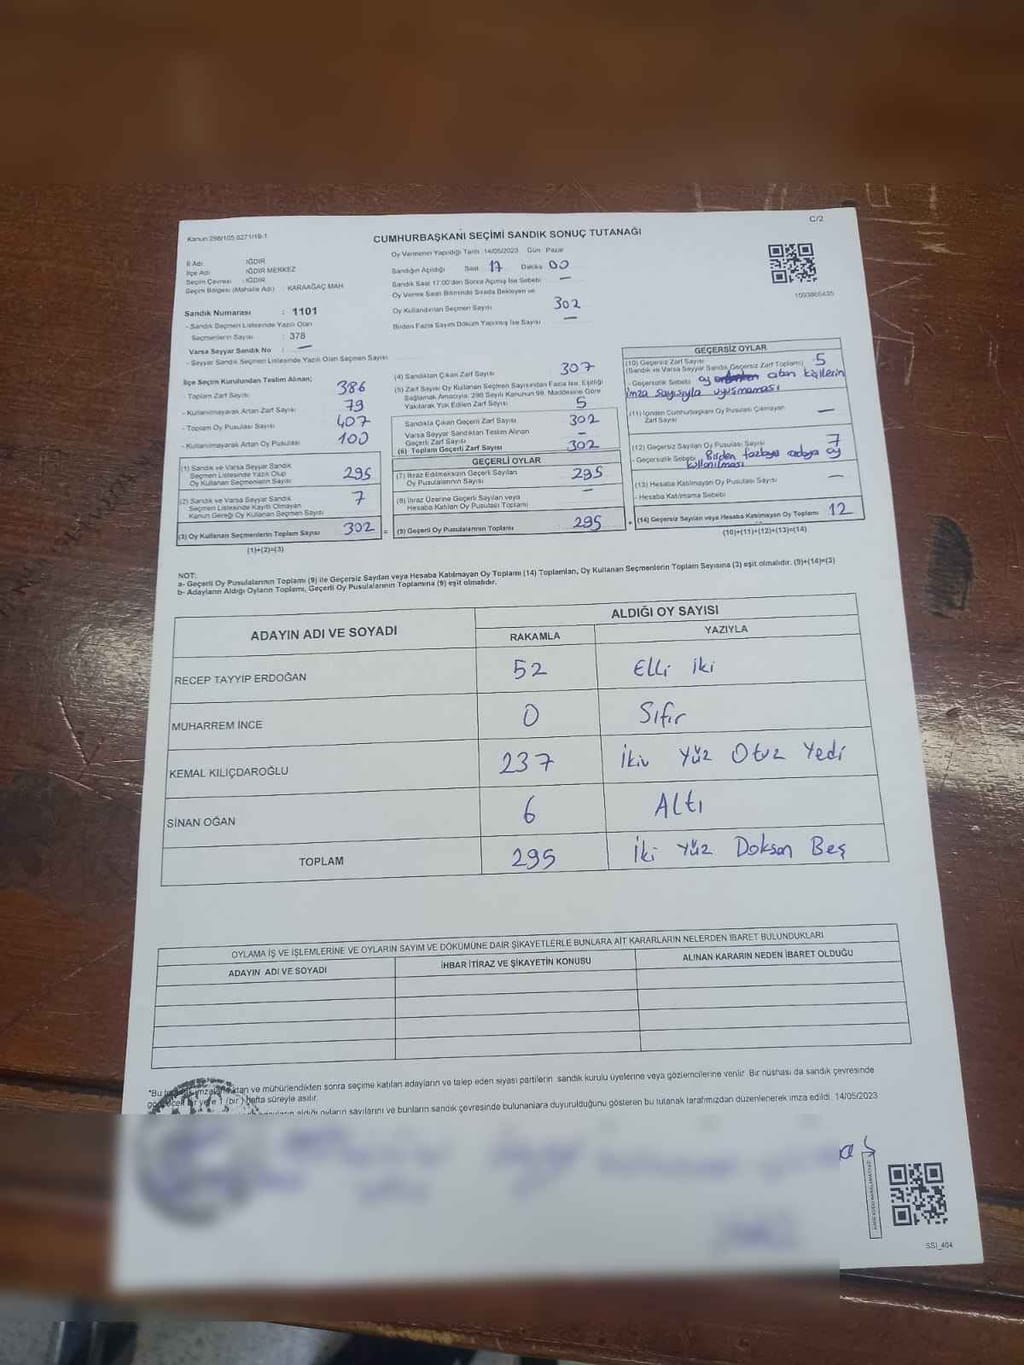 C/2
Kanun:298/105,6271/19-1
CUMHURBAŞKANI SEÇİMİ SANDIK SONUÇ TUTANAĞI
İl Adı : IĞDIR
İlçe Adı : IĞDIR MERKEZ
Seçim Çevresi : IĞDIR
Seçim Bölgesi (Mahalle Adı) : KARAAĞAÇ MAH.
Sandık Numarası : 1101
- Sandık Seçmen Listesinde Yazılı Olan
Seçmenlerin Sayısı : 378
Varsa Seyyar Sandık No : —
- Seyyar Sandık Seçmen Listesinde Yazılı Olan Seçmen Sayısı
Oy Vermenin Yapıldığı Tarih :14/05/2023 Gün : Pazar
Sandığın Açıldığı Saat 17 Dakika 00
Sandık Saat 17:00'den Sonra Açılmış İse Sebebi —
Oy Verme Saati Bitiminde Sırada Bekleyen ve
Oy Kullandırılan Seçmen Sayısı 302
Birden Fazla Sayım Döküm Yapılmış İse Sayısı —
1093865435
İlçe Seçim Kurulundan Teslim Alınan;
- Toplam Zarf Sayısı 386
- Kullanılmayarak Artan Zarf Sayısı 79
- Toplam Oy Pusulası Sayısı 407
- Kullanılmayarak Artan Oy Pusulası 100
(1) Sandık ve Varsa Seyyar Sandık
Seçmen Listesinde Yazılı Olup
Oy Kullanan Seçmenlerin Sayısı 295
(2) Sandık ve Varsa Seyyar Sandık
Seçmen Listesinde Kayıtlı Olmayan
Kanun Gereği Oy Kullanan Seçmen Sayısı 7
(3) Oy Kullanan Seçmenlerin Toplam Sayısı 302 =
(1)+(2)=(3)
(4) Sandıktan Çıkan Zarf Sayısı 307
(5) Zarf Sayısı Oy Kullanan Seçmen Sayısından Fazla İse, Eşitliği
Sağlamak Amacıyla, 298 Sayılı Kanunun 98. Maddesine Göre
Yakılarak Yok Edilen Zarf Sayısı 5
Sandıkta Çıkan Geçerli Zarf Sayısı 302
Varsa Seyyar Sandıktan Teslim Alınan
Geçerli Zarf Sayısı —
(6) Toplam Geçerli Zarf Sayısı 302
GEÇERLİ OYLAR
(7) İtiraz Edilmeksizin Geçerli Sayılan
Oy Pusulasının Sayısı 295
(8) İtiraz Üzerine Geçerli Sayılan veya
Hesaba Katılan Oy Pusulası Toplamı —
(9) Geçerli Oy Pusulalarının Toplamı 295 +
GEÇERSİZ OYLAR
(10) Geçersiz Zarf Sayısı
(Sandık ve Varsa Seyyar Sandık Geçersiz Zarf Toplamı) 5
- Geçersizlik Sebebi oy atan kişilerin
imza sayısıyla uyuşmaması
(11) İçinden Cumhurbaşkanı Oy Pusulası Çıkmayan
Zarf Sayısı —
(12) Geçersiz Sayılan Oy Pusulası Sayısı 7
- Geçersizlik Sebebi Birden fazlaya adaya oy
kullanılması
(13) Hesaba Katılmayan Oy Pusulası Sayısı —
- Hesaba Katılmama Sebebi
(14) Geçersiz Sayılan veya Hesaba Katılmayan Oy Toplamı 12
(10)+(11)+(12)+(13)=(14)
NOT:
a- Geçerli Oy Pusulalarının Toplamı (9) ile Geçersiz Sayılan veya Hesaba Katılmayan Oy Toplamı (14) Toplamları, Oy Kullanan Seçmenlerin Toplam Sayısına (3) eşit olmalıdır. (9)+(14)=(3)
b- Adayların Aldığı Oyların Toplamı, Geçerli Oy Pusulalarının Toplamına (9) eşit olmalıdır.
ADAYIN ADI VE SOYADI
ALDIĞI OY SAYISI
RAKAMLA YAZIYLA
RECEP TAYYIP ERDOĞAN 52 Elli iki
MUHARREM İNCE 0 Sıfır
KEMAL KILIÇDAROĞLU 237 İkiv Yüz Otuz Yedi
SİNAN OĞAN 6 Altı
TOPLAM 295 İki Yüz Doksan Beş
OYLAMA İŞ VE İŞLEMLERİNE VE OYLARIN SAYIM VE DÖKÜMÜNE DAİR ŞİKAYETLERLE BUNLARA AİT KARARLARIN NELERDEN İBARET BULUNDUKLARI
ADAYIN ADI VE SOYADI İHBAR İTİRAZ VE ŞİKAYETİN KONUSU ALINAN KARARIN NEDEN İBARET OLDUĞU
ve mühürlendikten sonra seçime katılan adayların ve talep eden siyasi partilerin sandık kurulu üyelerine veya gözlemcilerine verilir. Bir nüshası da sandık çevresinde
yere 1 (bir) hafta süreyle asılır.
aldığı oyların sayılarını ve bunların sandık çevresinde bulunanlara duyurulduğunu gösteren bu tutanak tarafımızdan düzenlenerek imza edildi. 14/05/2023
SSI_404